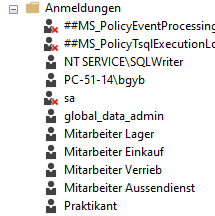 Anmeldungen
##MS_PolicyEventProcessing
##MS_PolicyTsqlExecutionLo
NT SERVICE\SQLWriter
PC-51-14\bgyb
sa
global_data_admin
Mitarbeiter Lager
Mitarbeiter Einkauf
Mitarbeiter Verrieb
Mitarbeiter Aussendienst
Praktikant